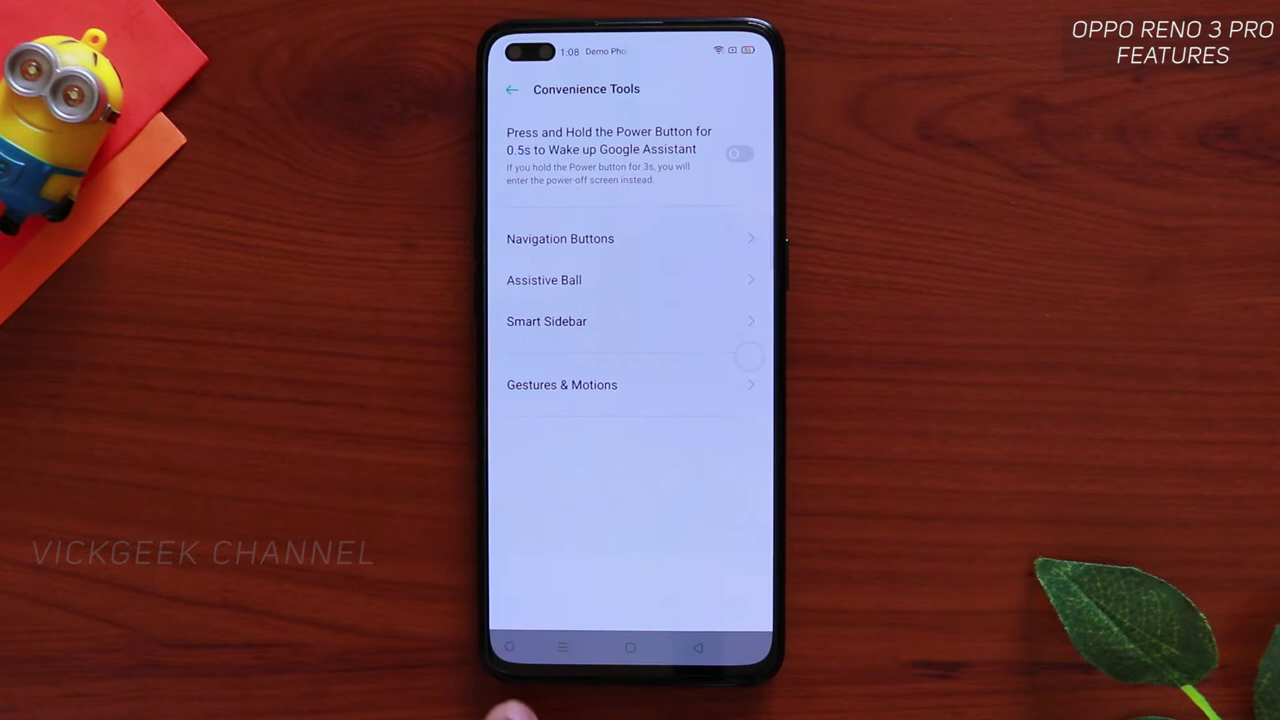 OPPO RENO 3 PRO
FEATURES
1:08 Demo Pho
Convenience Tools
Press and Hold the Power Button for
0.5s to Wake up Google Assistant
If you hold the Power button for 3s, you will
enter the power-off screen instead.
Navigation Buttons
Assistive Ball
Smart Sidebar
Gestures & Motions
VICKGEEK CHANNEL